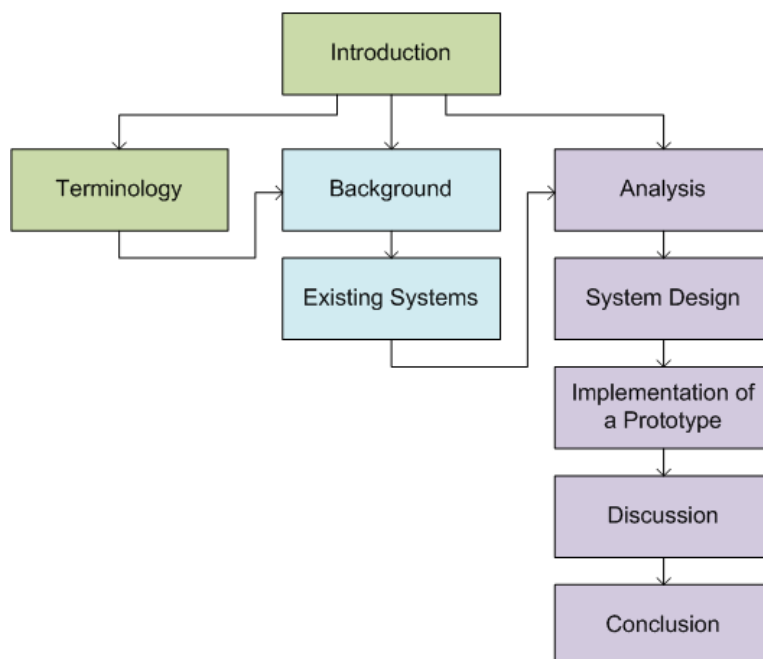 Introduction
Terminology
Background
Analysis
Existing Systems
System Design
Implementation of
a Prototype
Discussion
Conclusion